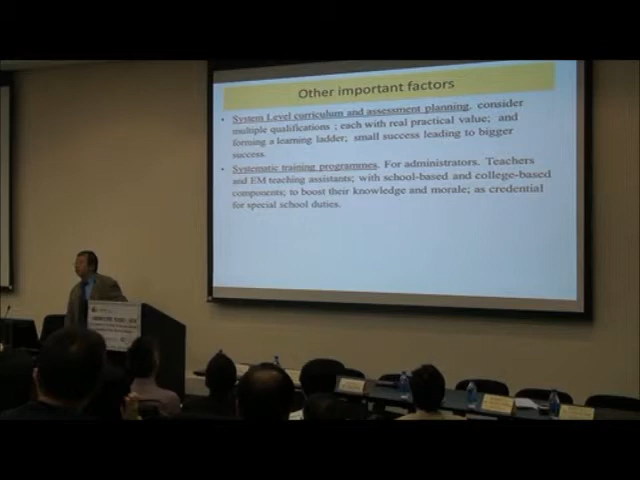 Other important factors
• System Level curriculum and assessment planning. consider
multiple qualifications ; each with real practical value; and
forming a learning ladder; small success leading to bigger
success.
• Systematic training programmes. For administrators. Teachers
and EM teaching assistants; with school-based and college-based
components; to boost their knowledge and morale; as credential
for special school duties.